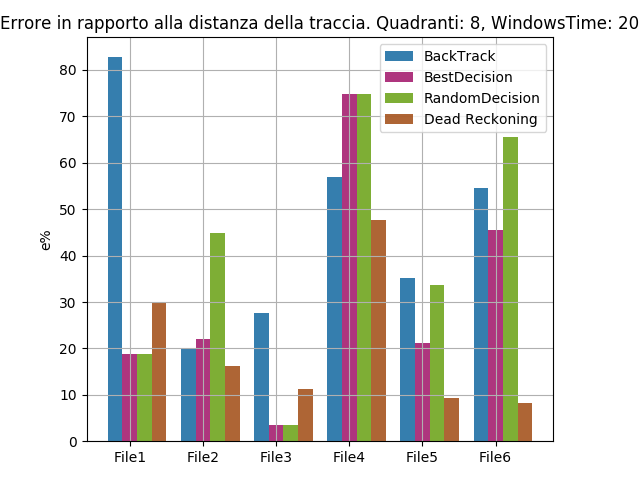 Errore in rapporto alla distanza della traccia. Quadranti: 8, WindowsTime: 20
BackTrack
BestDecision
RandomDecision
Dead Reckoning
80
70
60
50
40
30
20
10
0
e%
File1
File2
File3
File4
File5
File6